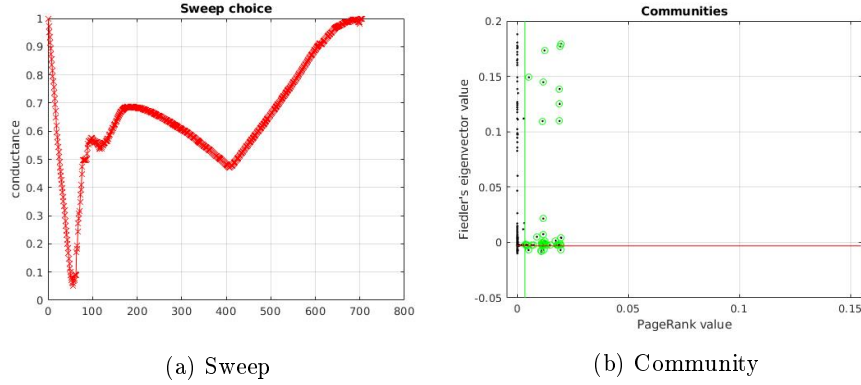 Sweep choice
conductance
1
0.9
0.8
0.7
0.6
0.5
0.4
0.3
0.2
0.1
0
0 100 200 300 400 500 600 700 800
(a) Sweep
Communities
Fiedler's eigenvector value
0.2
0.15
0.1
0.05
0
-0.05
0 0.05 0.1 0.15
PageRank value
(b) Community